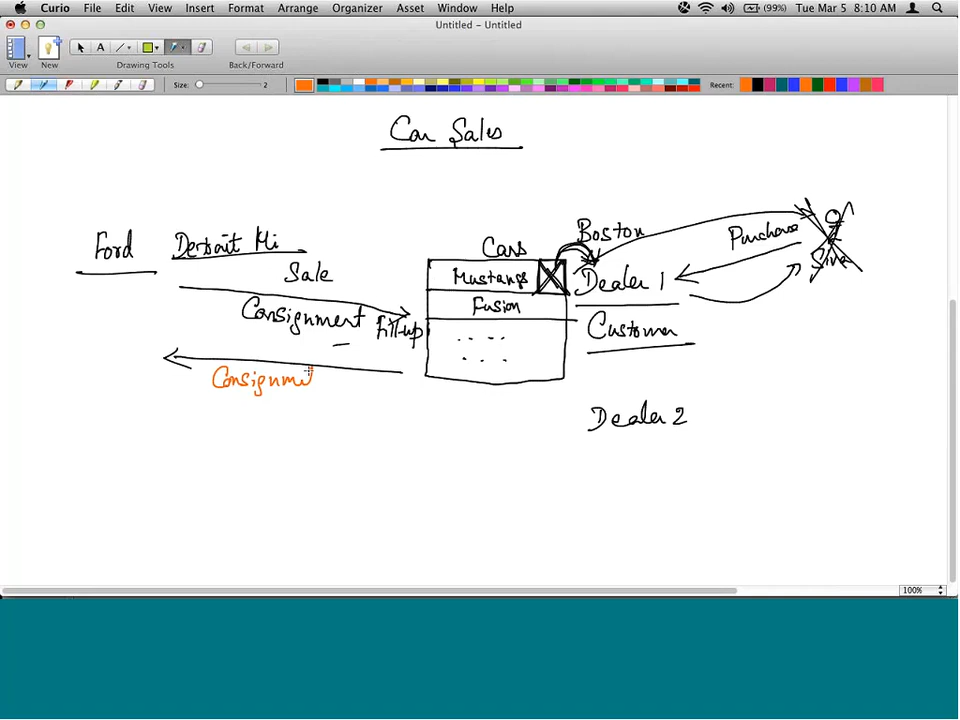 Curio File Edit View Insert Format Arrange Organizer Asset Window Help (99%) Tue Mar 5 8:10 AM
Untitled - Untitled
View New Drawing Tools Back/Forward
Size: 2 Recent:
Car Sales
Ford Detroit Mi
Sale
Consignment Fill-up
Consignme
Cars
Mustangs
Fusion
Boston
Dealer 1
Customer
Dealer 2
Purchase
Siva
100%